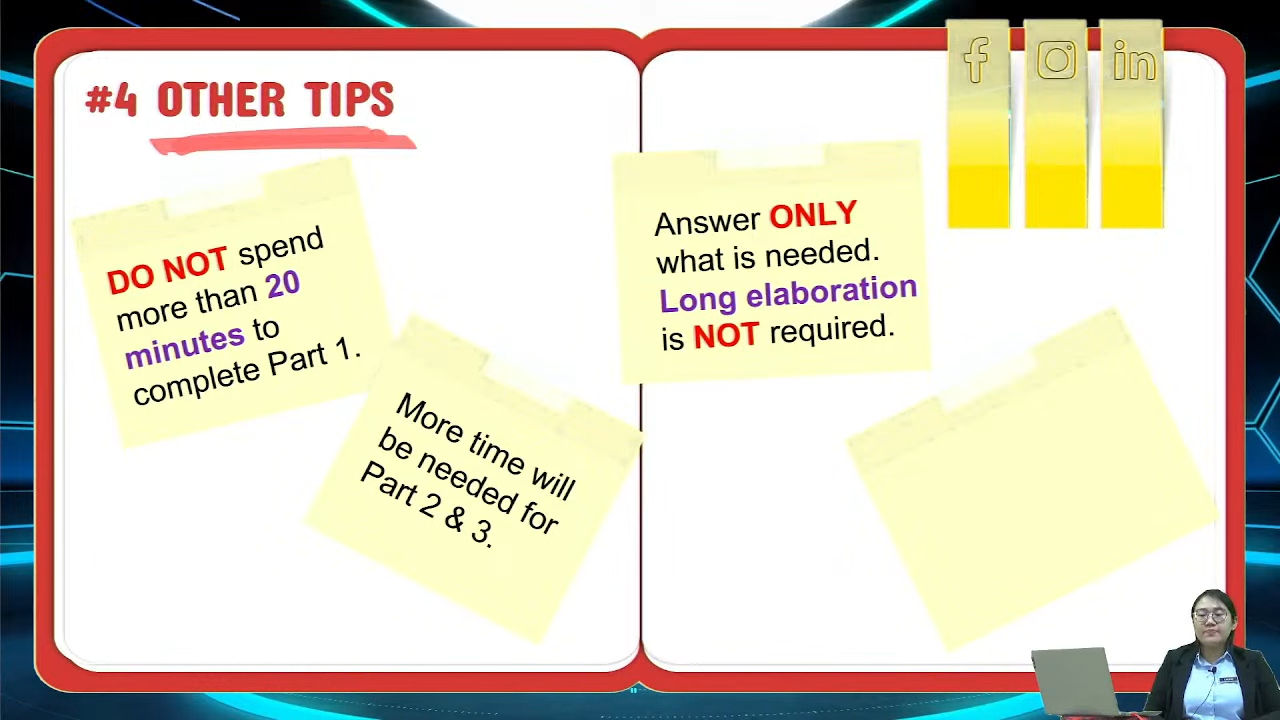 #4 OTHER TIPS
DO NOT spend
more than 20
minutes to
complete Part 1.
More time will
be needed for
Part 2 & 3.
Answer ONLY
what is needed.
Long elaboration
is NOT required.
f
in